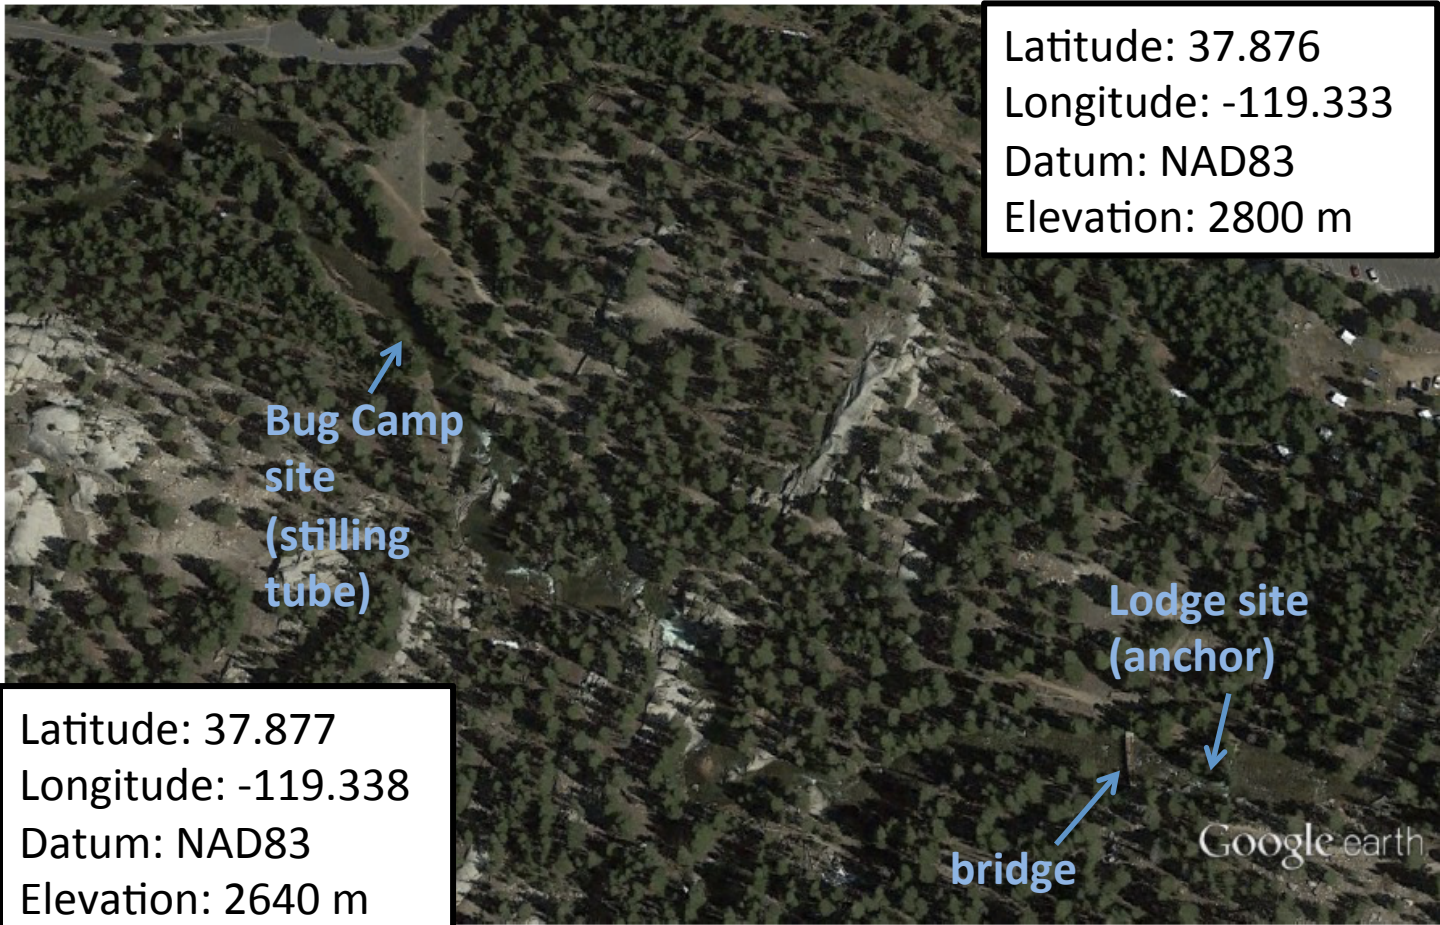 Latitude: 37.876
Longitude: -119.333
Datum: NAD83
Elevation: 2800 m
Bug Camp
site
(stilling
tube)
Lodge site
(anchor)
Latitude: 37.877
Longitude: -119.338
Datum: NAD83
Elevation: 2640 m
bridge
Google earth